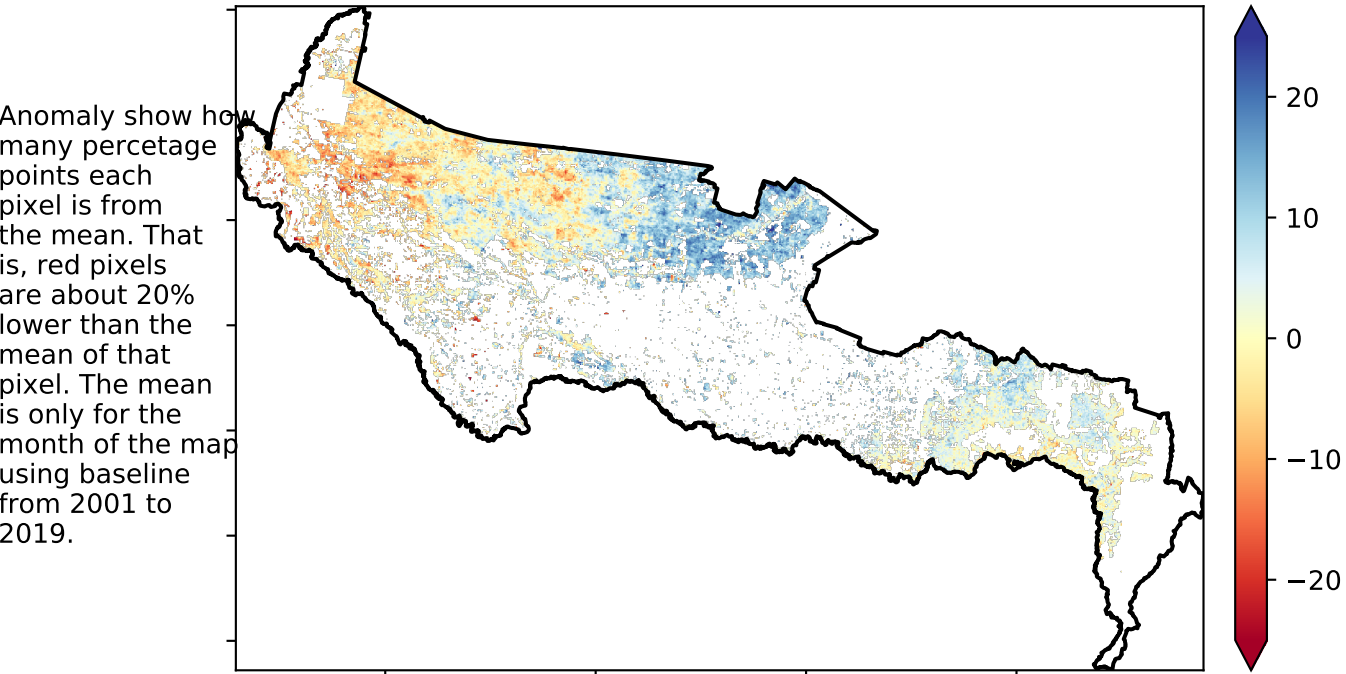 Anomaly show how
many percetage
points each
pixel is from
the mean. That
is, red pixels
are about 20%
lower than the
mean of that
pixel. The mean
is only for the
month of the map
using baseline
from 2001 to
2019.
20
10
0
−10
−20